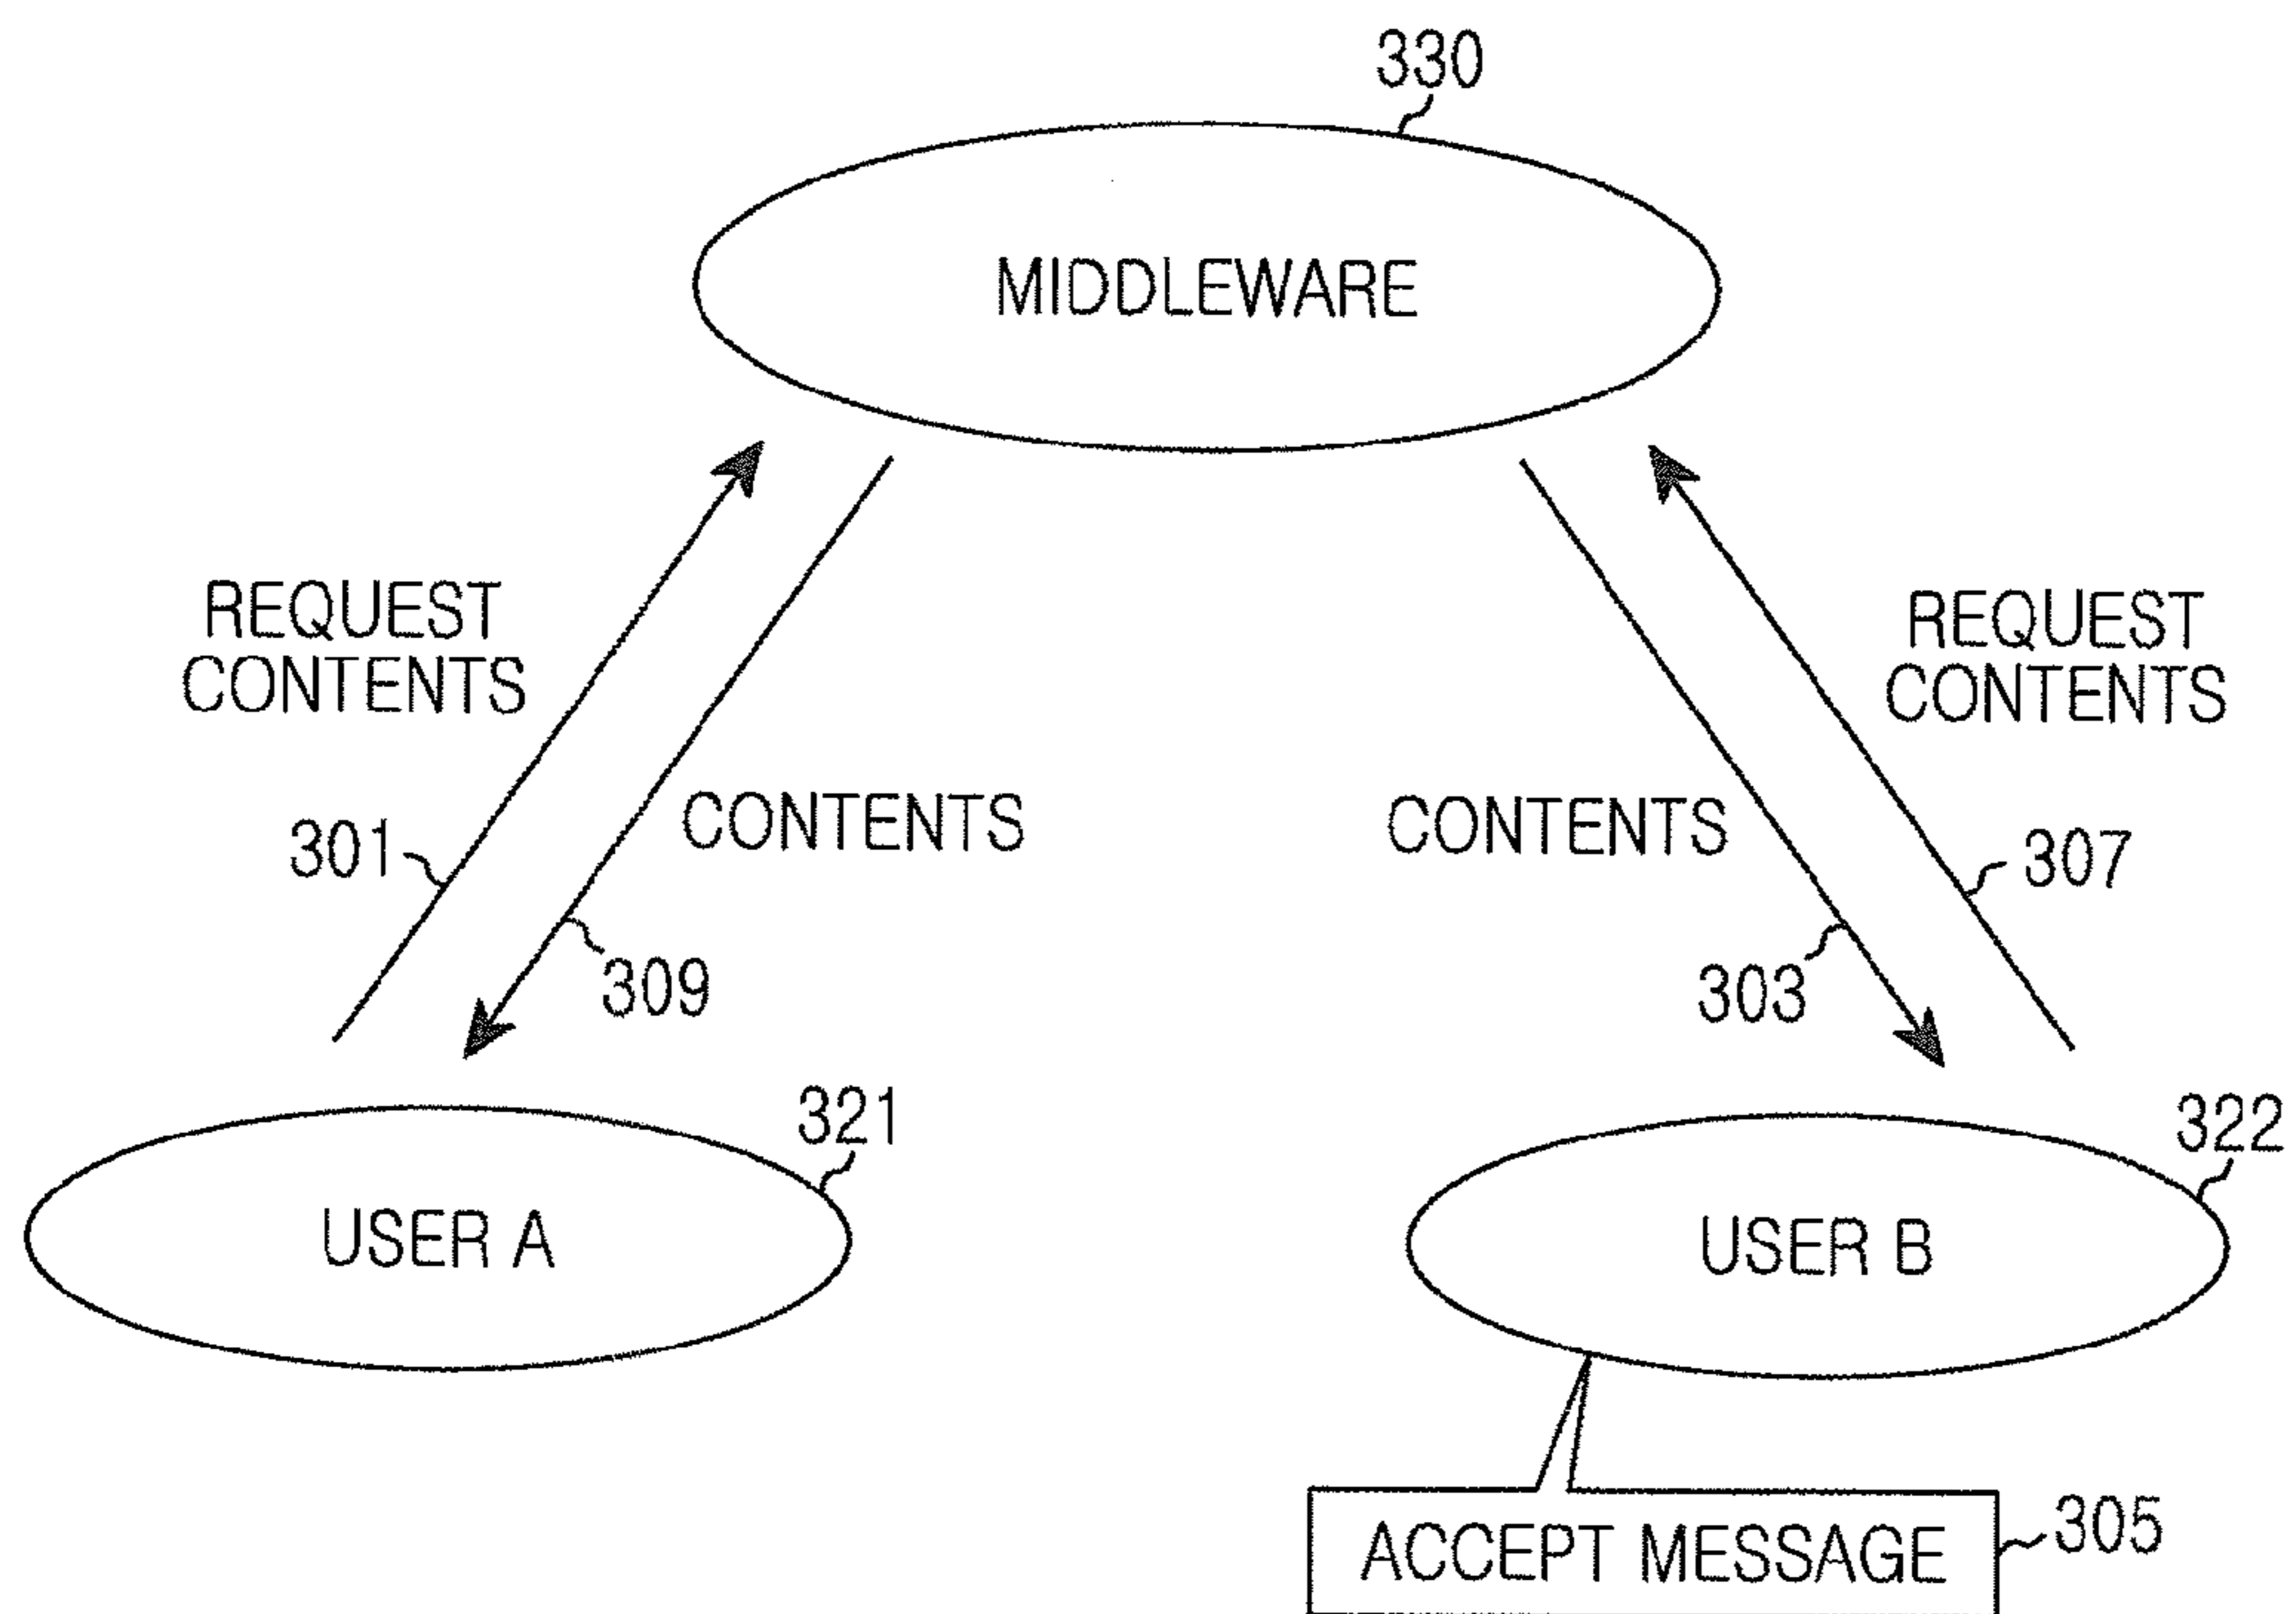 330
MIDDLEWARE
REQUEST
CONTENTS
REQUEST
CONTENTS
CONTENTS
CONTENTS
301
307
309
303
321
322
USER A
USER B
ACCEPT MESSAGE
305